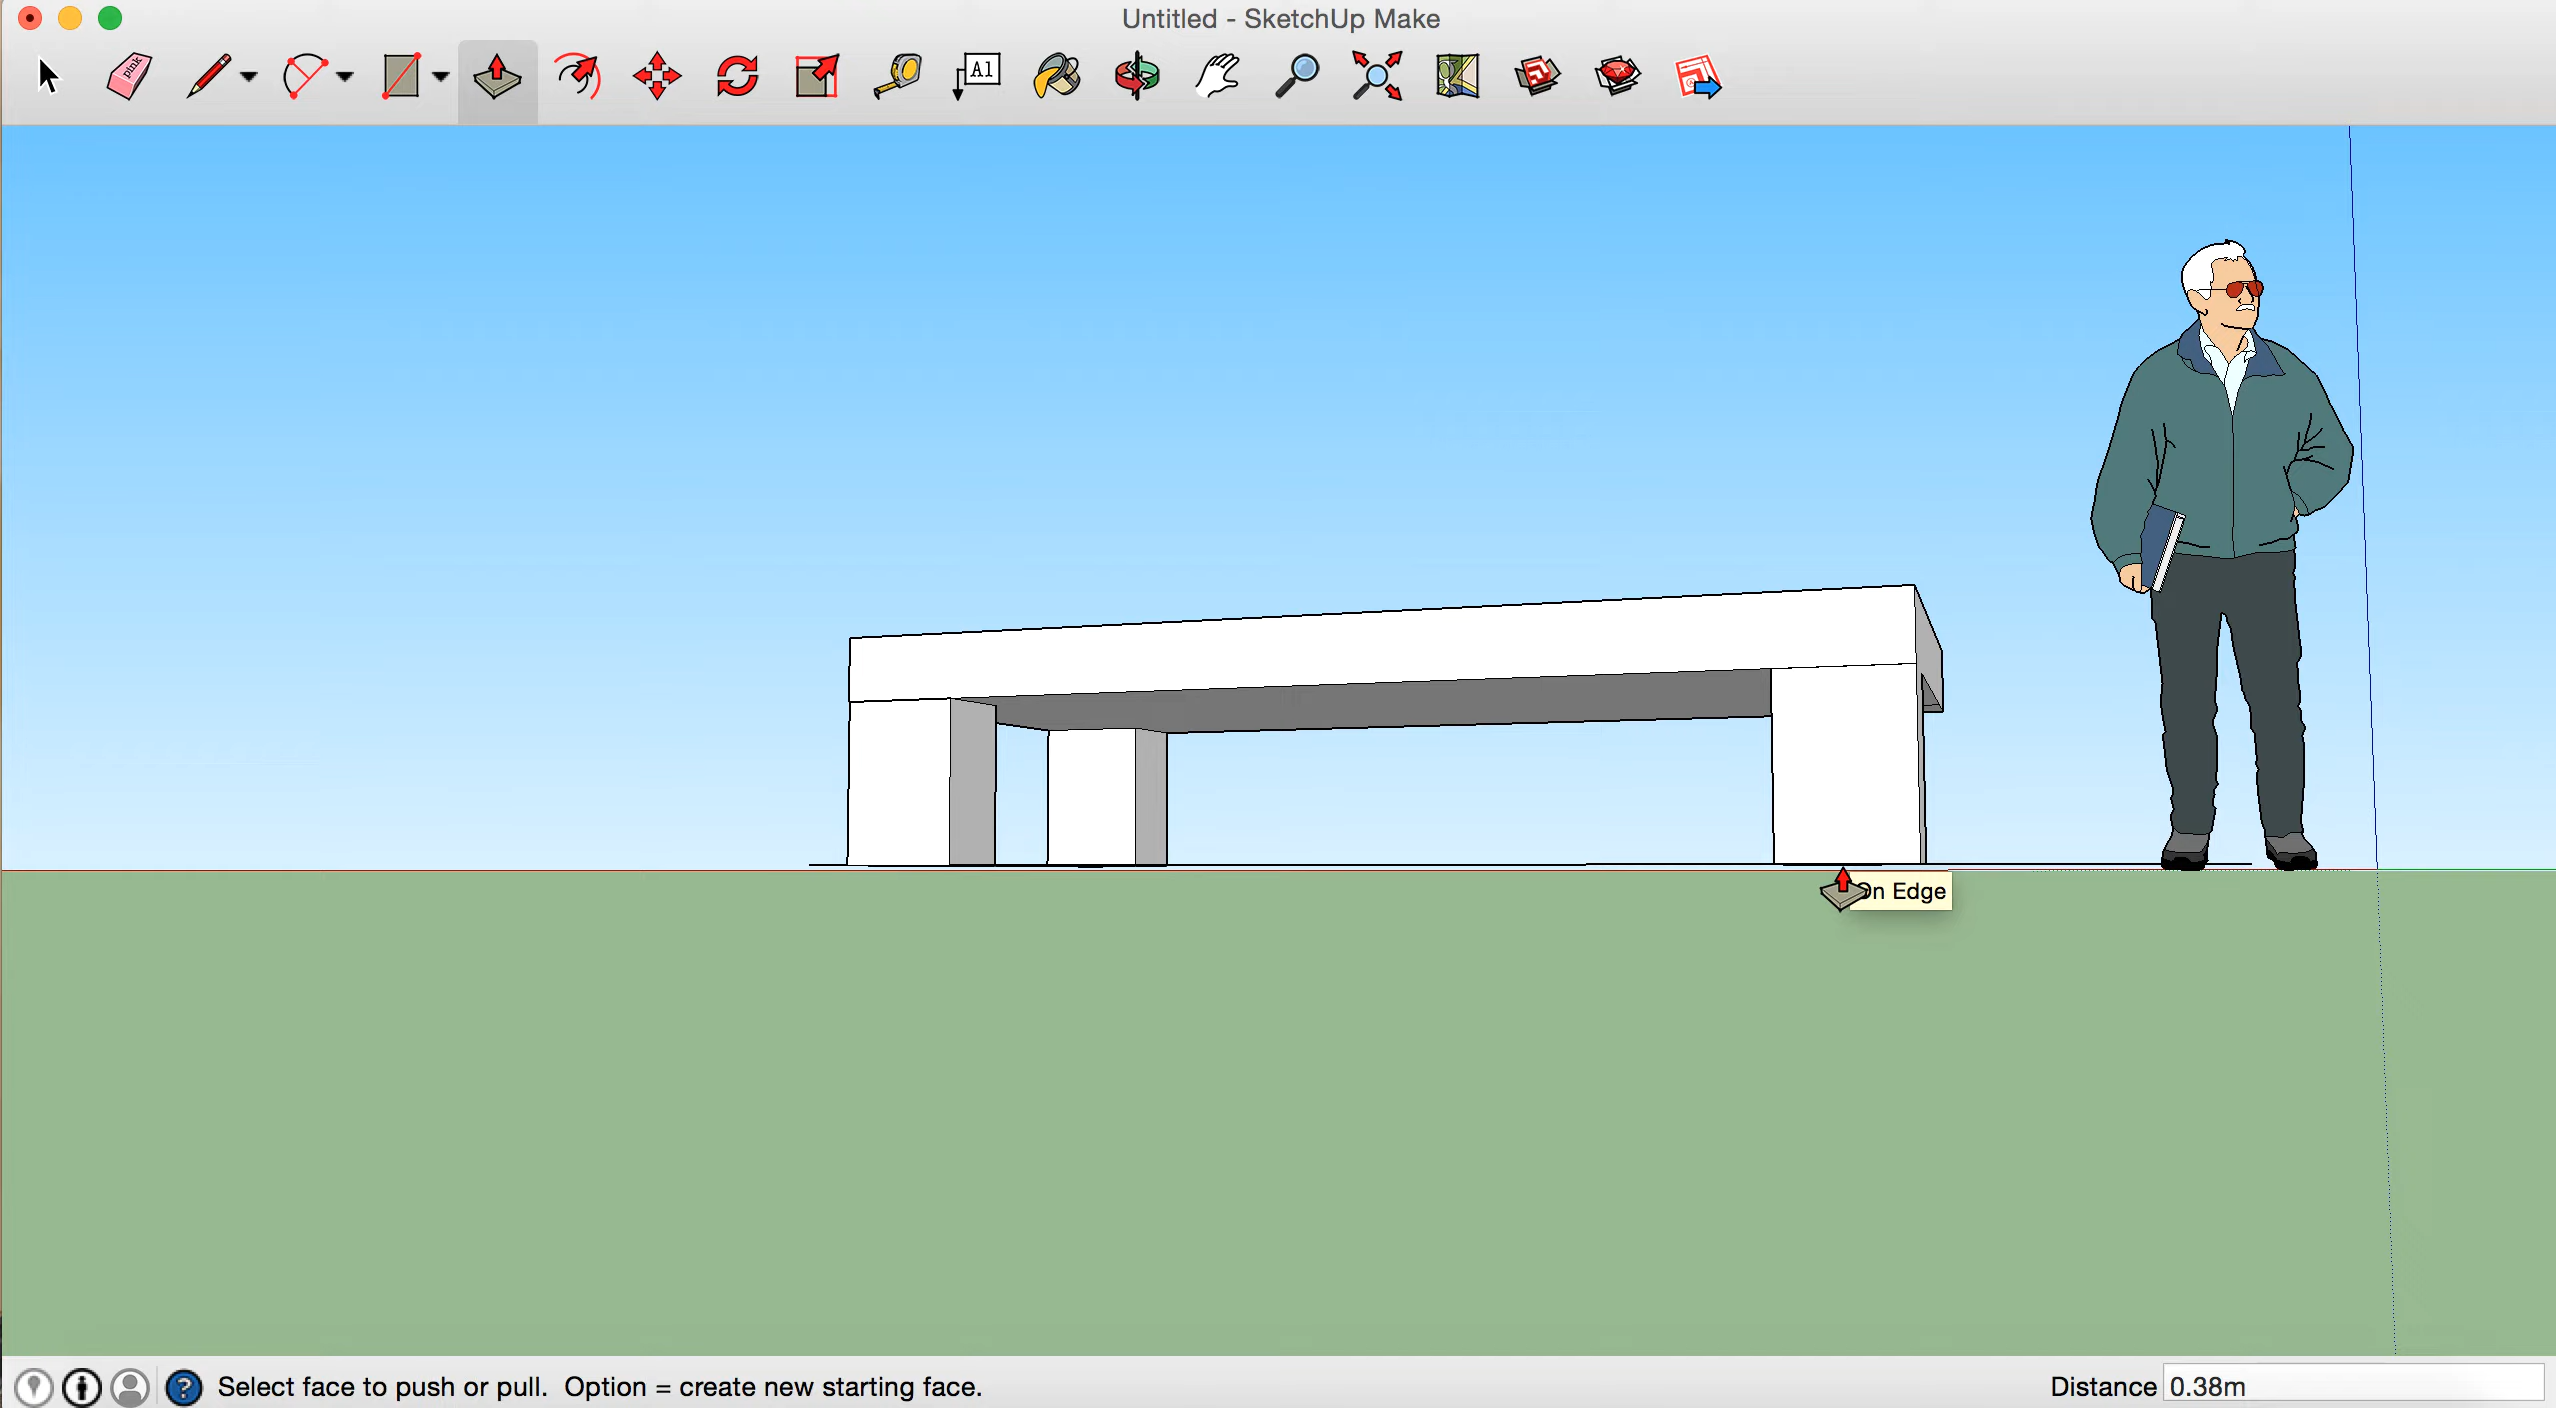 Untitled - SketchUp Make
pink
A1
On Edge
Select face to push or pull. Option = create new starting face.
Distance 0.38m